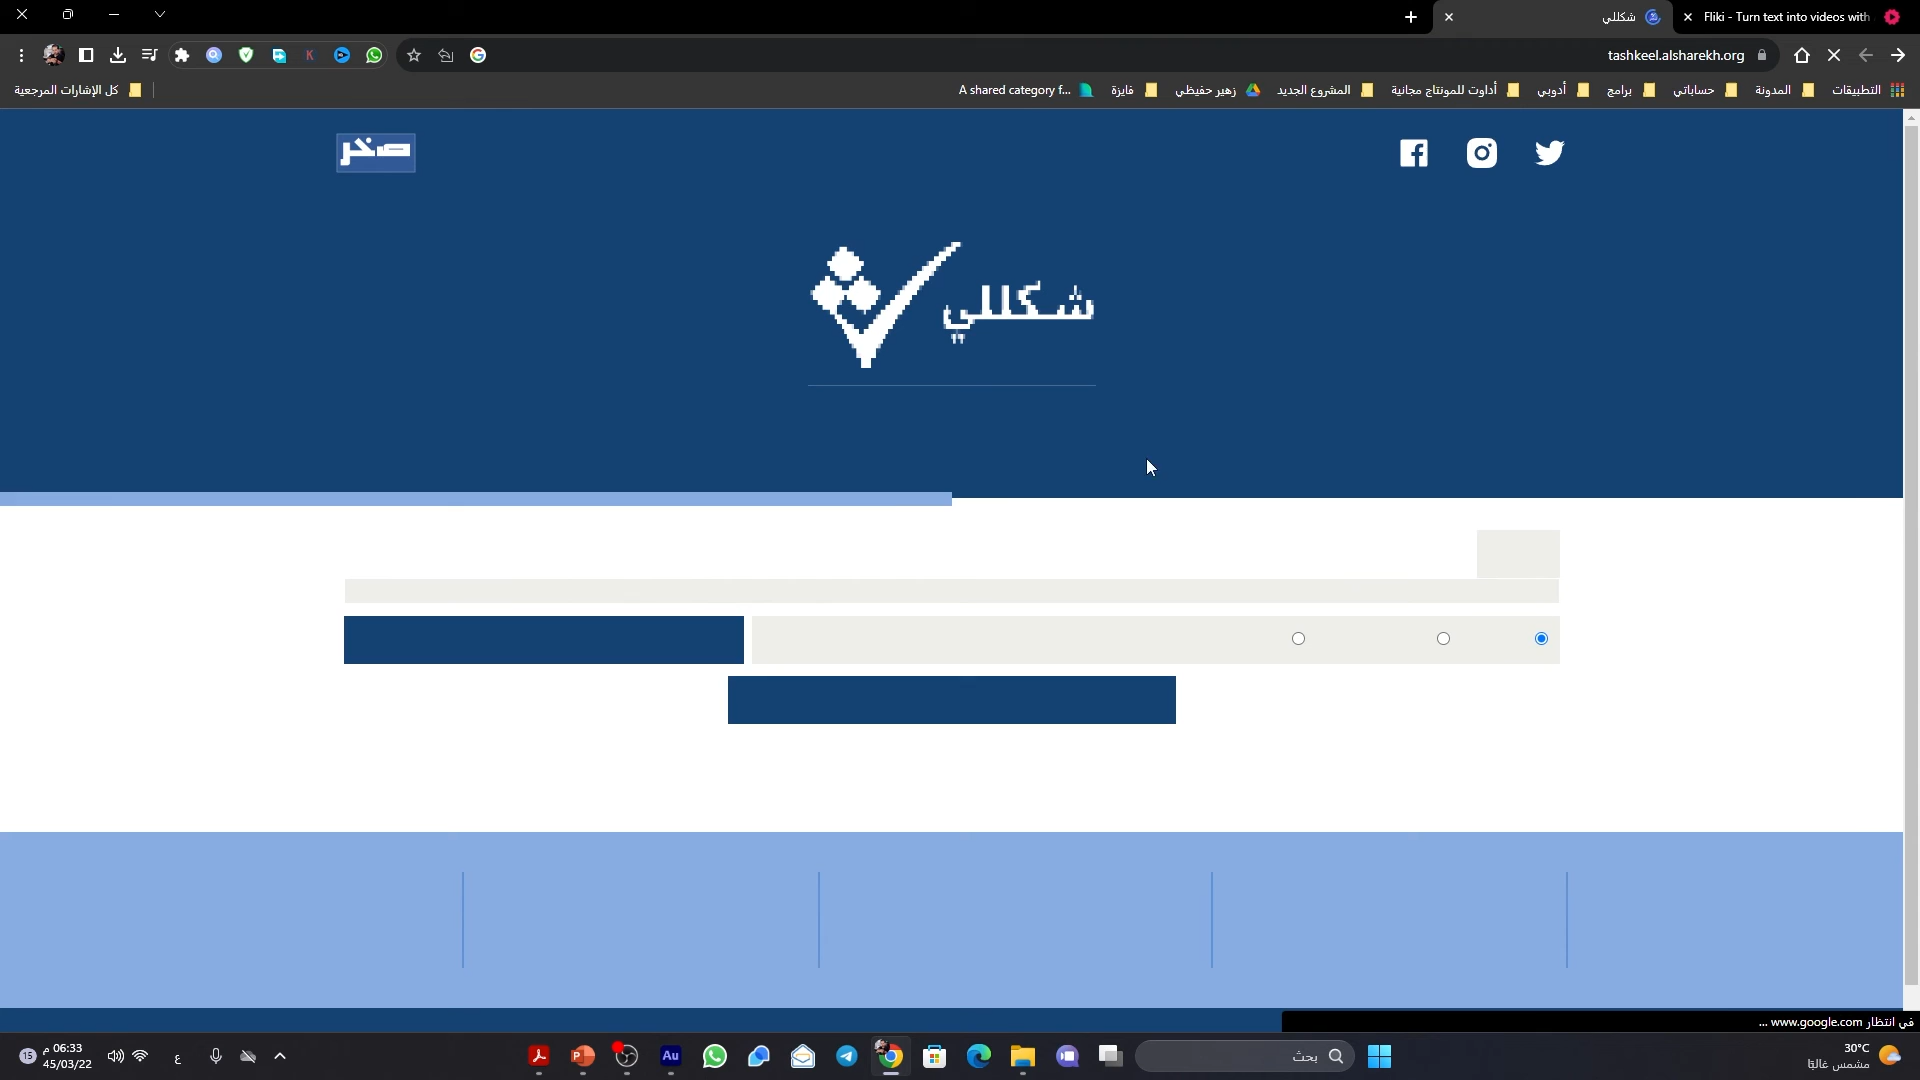 Fliki - Turn text into videos with
شكللي
tashkeel.alsharekh.org
التطبيقات
المدونة
حساباتي
برامج
أدوبي
أداوت للمونتاج مجانية
المشروع الجديد
زهير حفيظي
فايزة
A shared category f...
كل الإشارات المرجعية
صخر
شكللي
في انتظار www.google.com ...
30°C
مشمس غالبًا
بحث
Au
ع
06:33 م
45/03/22
15